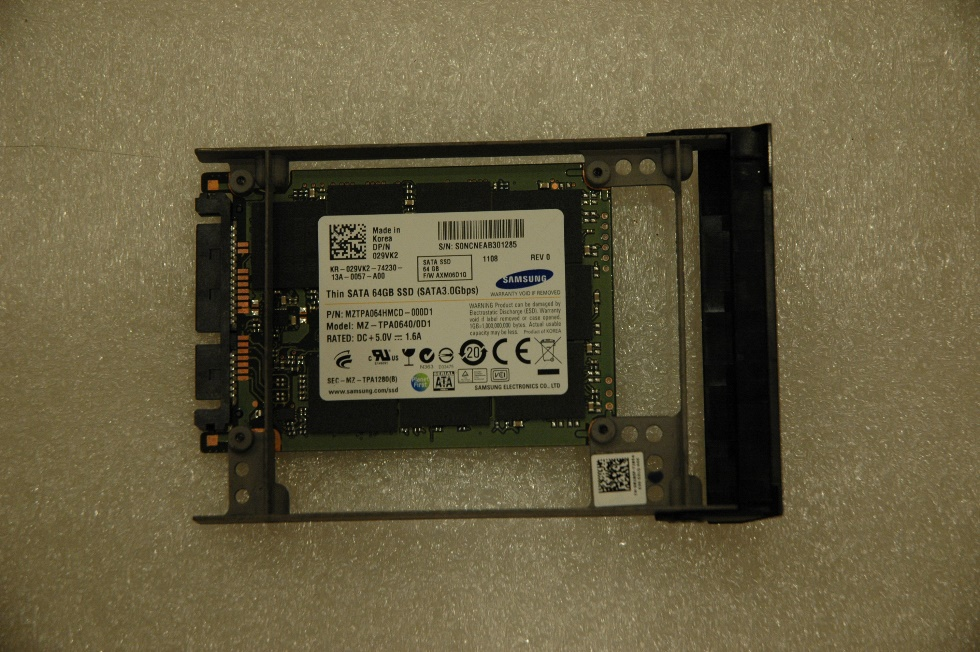 Made in
Korea
DP/N
029VK2
KR-029VK2-74230-
13A-0057-A00
S/N: S0NCNEAB301285
SATA SSD
64 GB
F/W AXM06D1Q
1108
REV 0
SAMSUNG
WARRANTY VOID IF REMOVED
Thin SATA 64GB SSD (SATA3.0Gbps)
P/N: MZTPA064HMCD-000D1
Model: MZ-TPA0640/0D1
RATED: DC+5.0V 1.6A
WARNING Product can be damaged by
Electrostatic Discharge (ESD). Warranty
void if label removed or case opened.
1GB=1,000,000,000 bytes. Actual usable
capacity may be less. Product of KOREA
c RU US
20
CE
SEC-MZ-TPA1280(B)
www.samsung.com/ssd
SERIAL
ATA
SAMSUNG ELECTRONICS CO., LTD